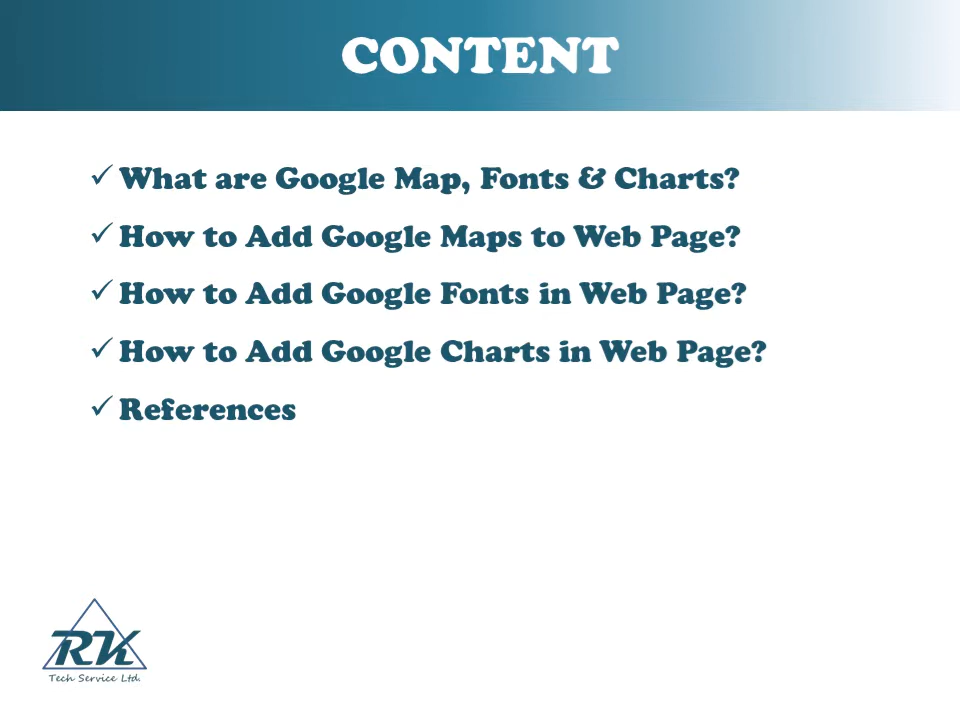 CONTENT
✓ What are Google Map, Fonts & Charts?
✓ How to Add Google Maps to Web Page?
✓ How to Add Google Fonts in Web Page?
✓ How to Add Google Charts in Web Page?
✓ References
RK
Tech Service Ltd.